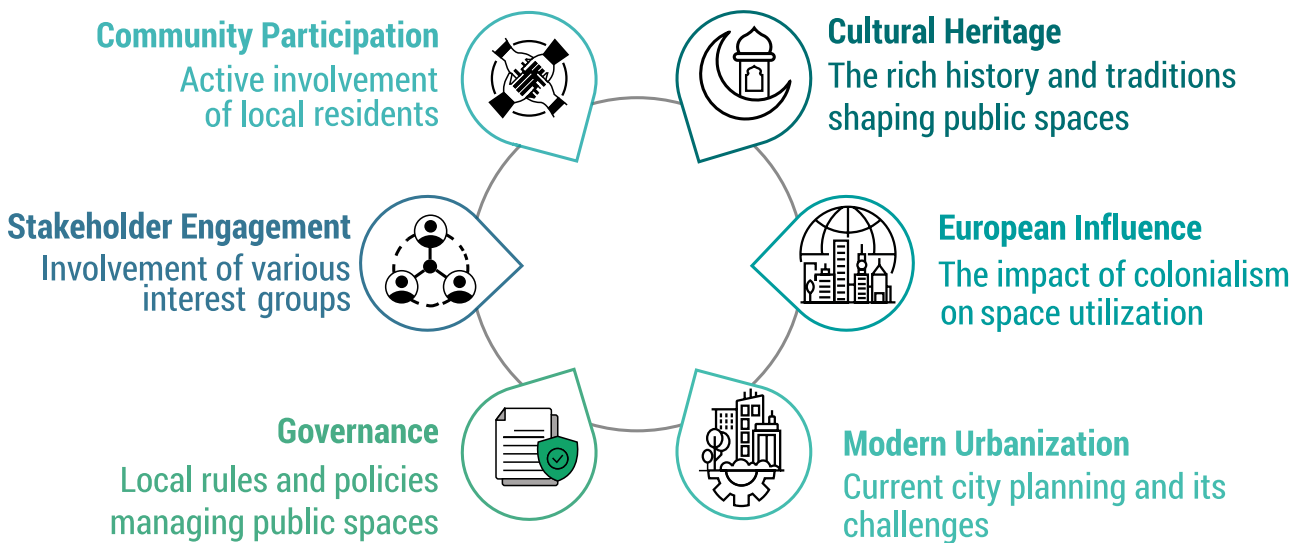 Community Participation
Active involvement
of local residents
Cultural Heritage
The rich history and traditions
shaping public spaces
Stakeholder Engagement
Involvement of various
interest groups
European Influence
The impact of colonialism
on space utilization
Governance
Local rules and policies
managing public spaces
Modern Urbanization
Current city planning and its
challenges